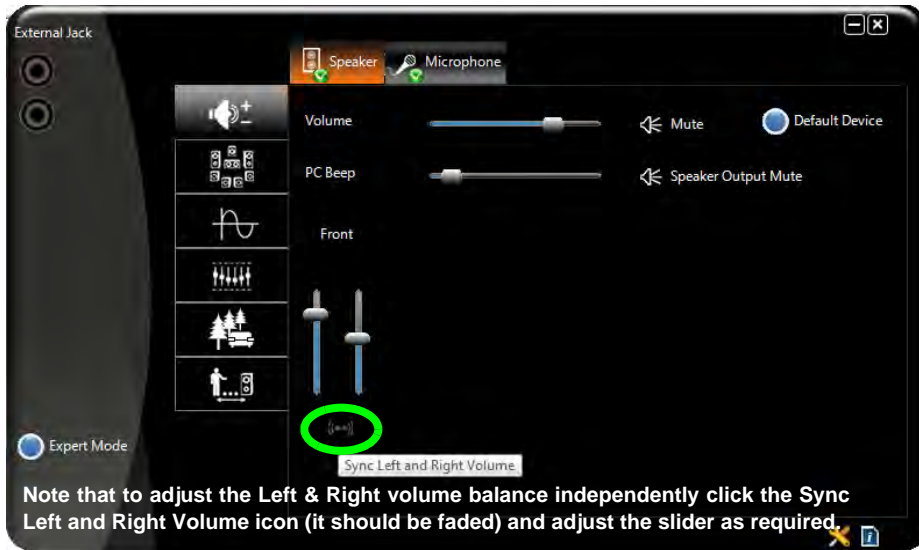 External Jack
Speaker
Microphone
Volume
Mute
Default Device
PC Beep
Speaker Output Mute
Front
Expert Mode
Sync Left and Right Volume
Note that to adjust the Left & Right volume balance independently click the Sync
Left and Right Volume icon (it should be faded) and adjust the slider as required.